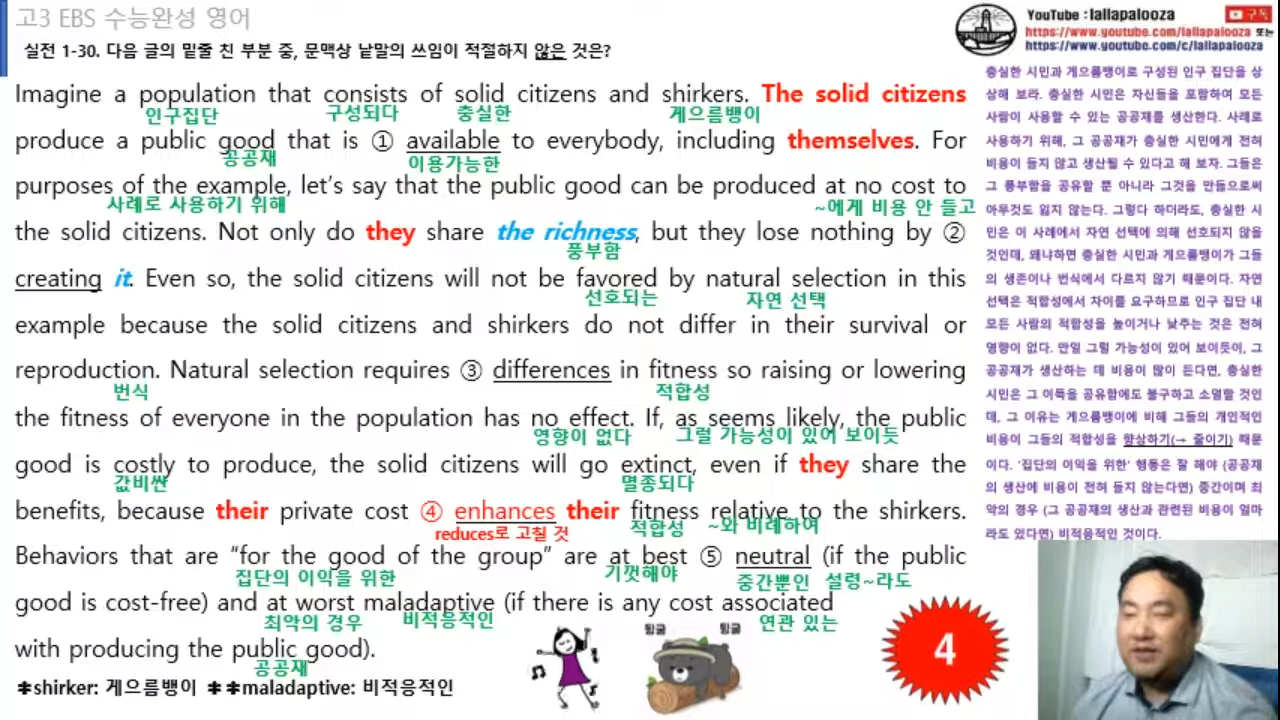 고3 EBS 수능완성 영어
실전 1-30. 다음 글의 밑줄 친 부분 중, 문맥상 낱말의 쓰임이 적절하지 않은 것은?
YouTube : lallapalooza
구독
https://www.youtube.com/lallapalooza 또는
https://www.youtube.com/c/lallapalooza
Imagine a population that consists of solid citizens and shirkers. The solid citizens
인구집단 구성되다 충실한 게으름뱅이
produce a public good that is ① available to everybody, including themselves. For
공공재 이용가능한
purposes of the example, let's say that the public good can be produced at no cost to
사례로 사용하기 위해 ~에게 비용 안 들고
the solid citizens. Not only do they share the richness, but they lose nothing by ②
풍부함
creating it. Even so, the solid citizens will not be favored by natural selection in this
선호되는 자연 선택
example because the solid citizens and shirkers do not differ in their survival or
reproduction. Natural selection requires ③ differences in fitness so raising or lowering
번식 적합성
the fitness of everyone in the population has no effect. If, as seems likely, the public
영향이 없다 그럴 가능성이 있어 보이듯
good is costly to produce, the solid citizens will go extinct, even if they share the
값비싼 멸종되다
benefits, because their private cost ④ enhances their fitness relative to the shirkers.
reduces로 고칠 것 적합성 ~와 비례하여
Behaviors that are "for the good of the group" are at best ⑤ neutral (if the public
집단의 이익을 위한 기껏해야 중간뿐인 설령~라도
good is cost-free) and at worst maladaptive (if there is any cost associated
최악의 경우 비적응적인 연관 있는
with producing the public good).
공공재
*shirker: 게으름뱅이 **maladaptive: 비적응적인
뒹굴 뒹굴
4
충실한 시민과 게으름뱅이로 구성된 인구 집단을 상
상해 보라. 충실한 시민은 자신들을 포함하여 모든
사람이 사용할 수 있는 공공재를 생산한다. 사례로
사용하기 위해, 그 공공재가 충실한 시민에게 전혀
비용이 들지 않고 생산될 수 있다고 해 보자. 그들은
그 풍부함을 공유할 뿐 아니라 그것을 만듦으로써
아무것도 잃지 않는다. 그렇다 하더라도, 충실한 시
민은 이 사례에서 자연 선택에 의해 선호되지 않을
것인데, 왜냐하면 충실한 시민과 게으름뱅이가 그들
의 생존이나 번식에서 다르지 않기 때문이다. 자연
선택은 적합성에서 차이를 요구하므로 인구 집단 내
모든 사람의 적합성을 높이거나 낮추는 것은 전혀
영향이 없다. 만일 그럴 가능성이 있어 보이듯이, 그
공공재가 생산하는 데 비용이 많이 든다면, 충실한
시민은 그 이득을 공유함에도 불구하고 소멸할 것인
데, 그 이유는 게으름뱅이에 비해 그들의 개인적인
비용이 그들의 적합성을 향상하기(→ 줄이기) 때문
이다. '집단의 이익을 위한' 행동은 잘 해야 (공공재
의 생산에 비용이 전혀 들지 않는다면) 중간이며 최
악의 경우 (그 공공재의 생산과 관련된 비용이 얼마
라도 있다면) 비적응적인 것이다.